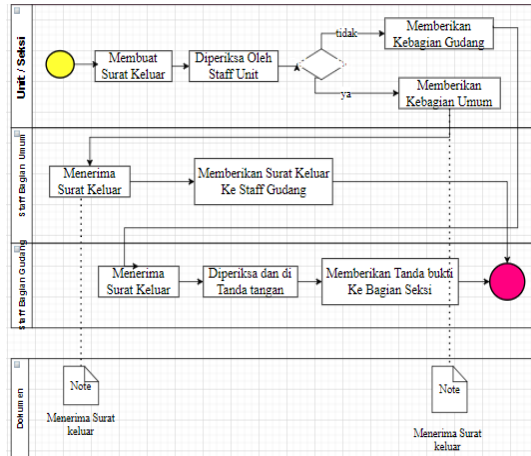 Unit / Seksi
Membuat
Surat Keluar
Diperiksa Oleh
Staff Unit
tidak
ya
Memberikan
Kebagian Gudang
Memberikan
Kebagian Umum
Staff Bagian Umum
Menerima
Surat Keluar
Memberikan Surat Keluar
Ke Staff Gudang
Staff Bagian Gudang
Menerima
Surat Keluar
Diperiksa dan di
Tanda tangan
Memberikan Tanda bukti
Ke Bagian Seksi
Dokumen
Note
Menerima Surat
keluar
Note
Menerima Surat
keluar